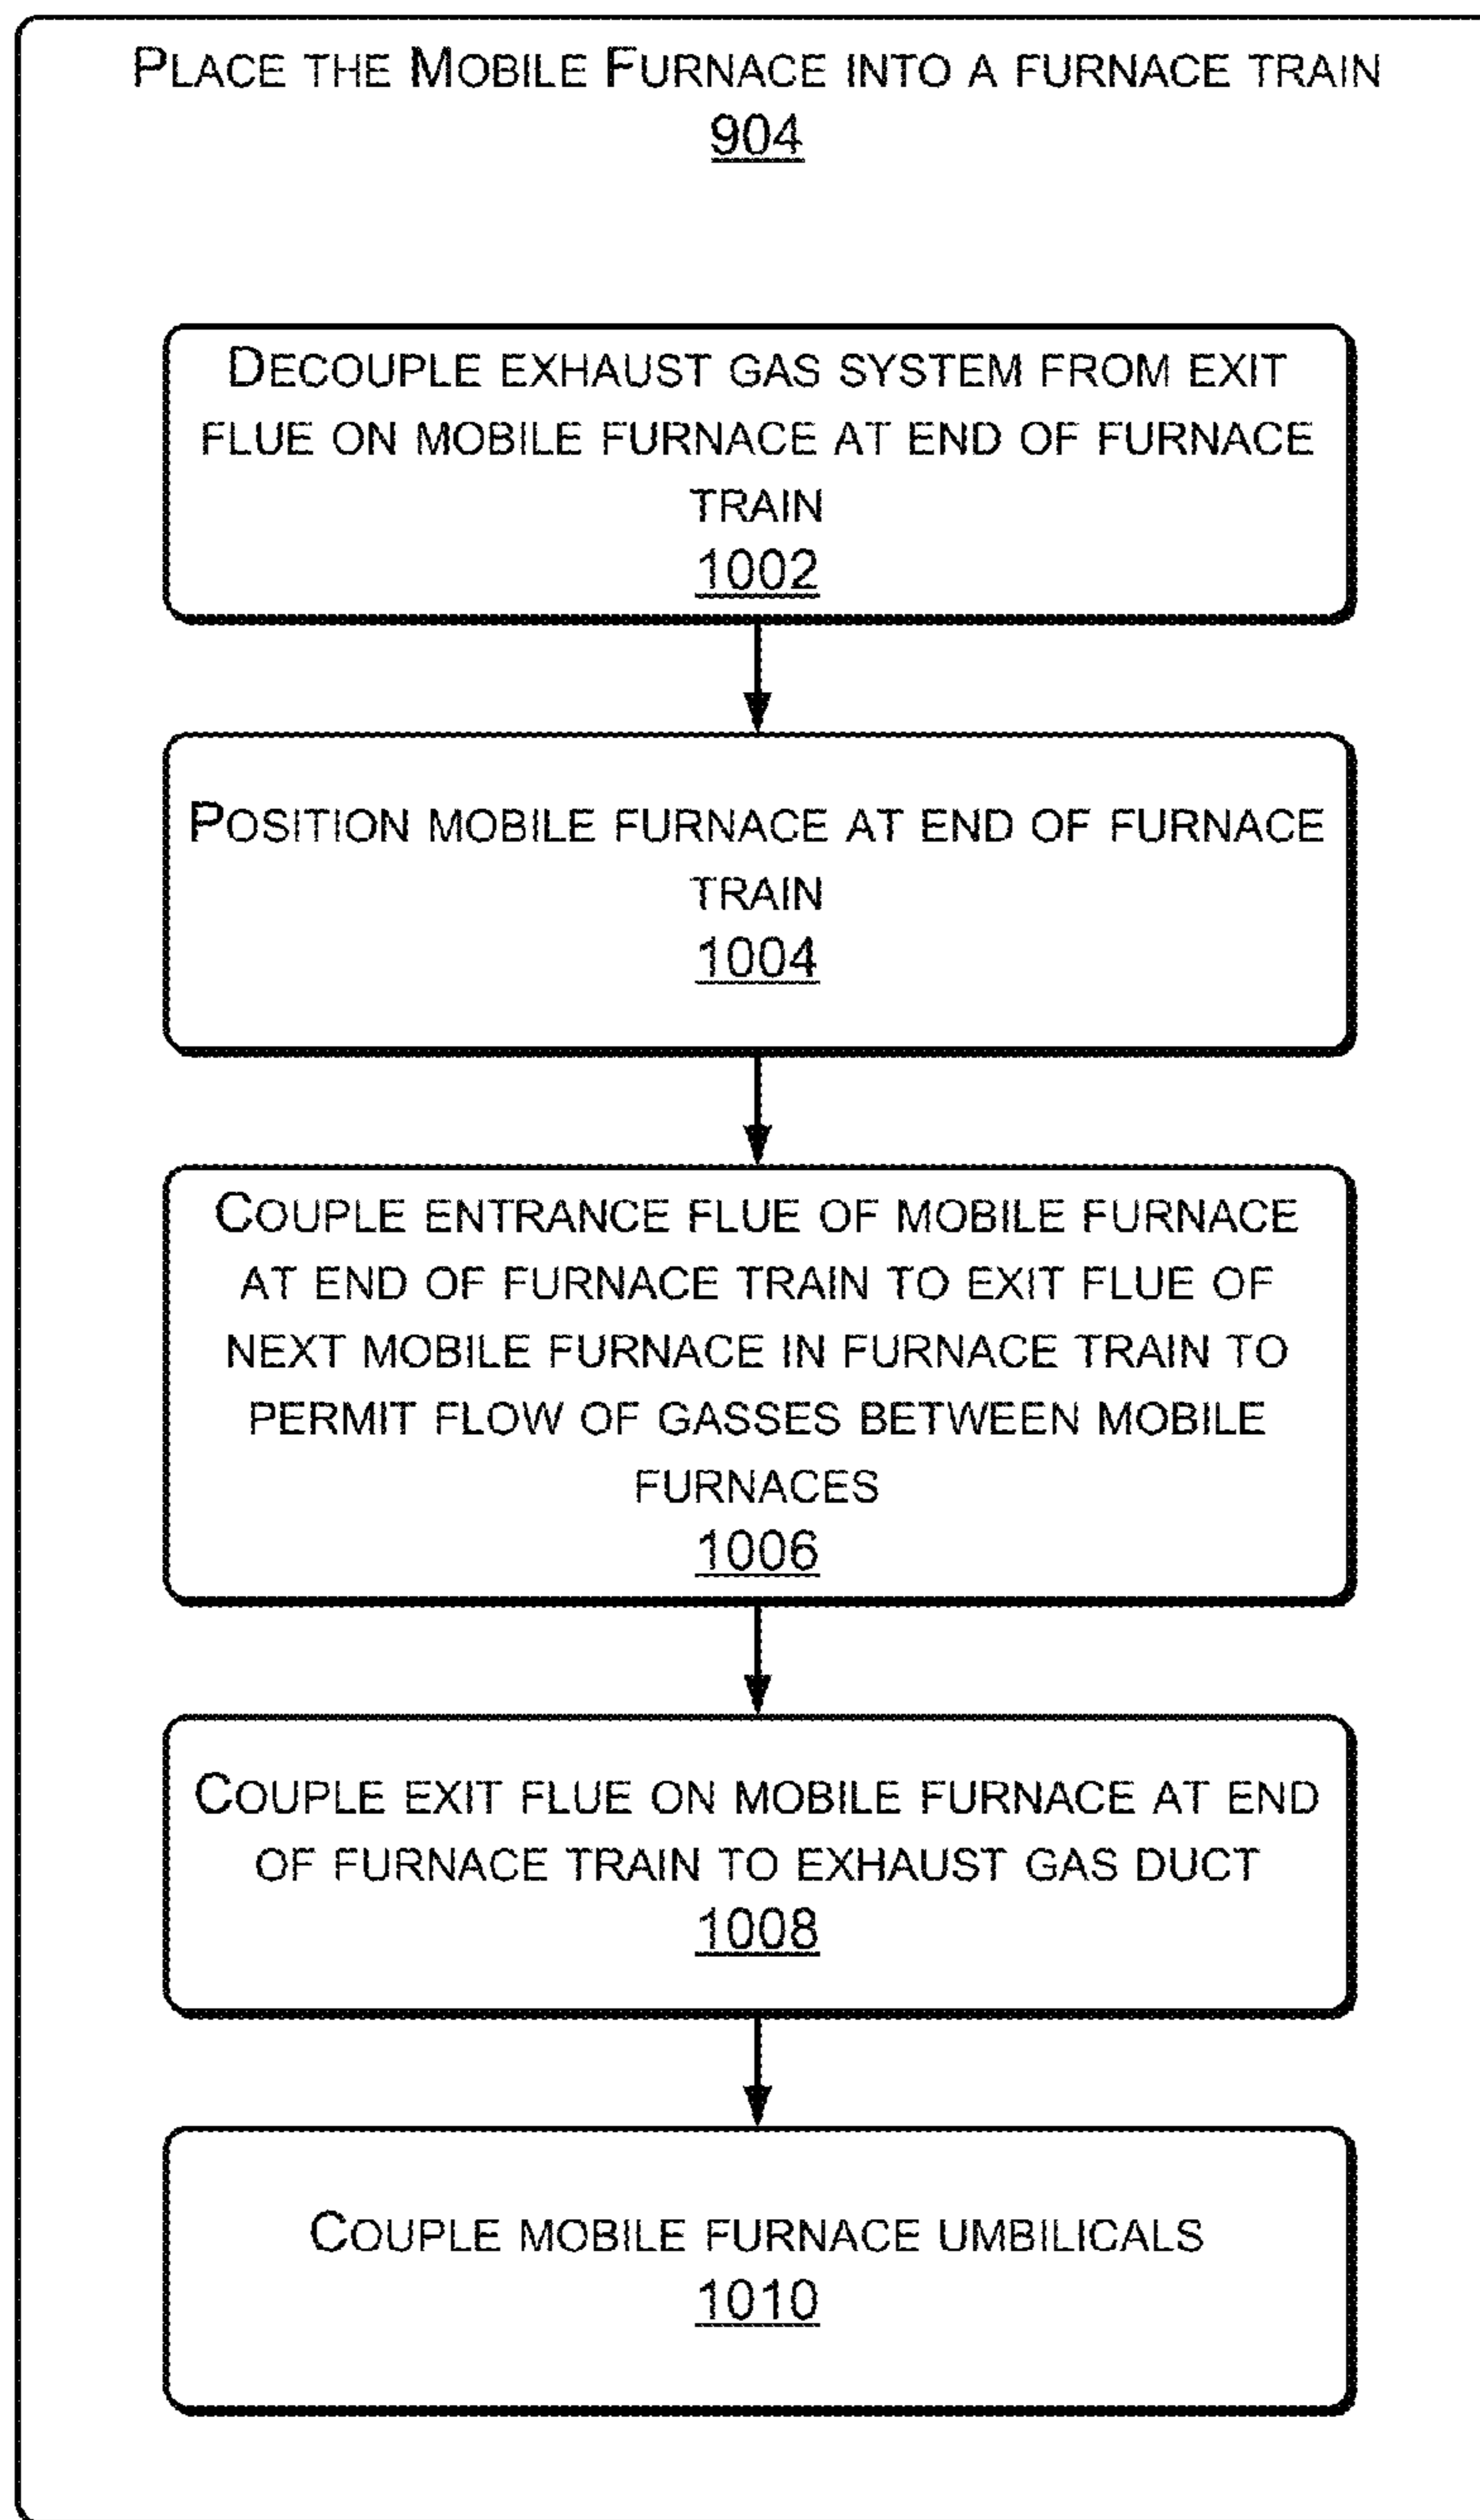 PLACE THE MOBILE FURNACE INTO A FURNACE TRAIN
904
DECOUPLE EXHAUST GAS SYSTEM FROM EXIT
FLUE ON MOBILE FURNACE AT END OF FURNACE
TRAIN
1002
POSITION MOBILE FURNACE AT END OF FURNACE
TRAIN
1004
COUPLE ENTRANCE FLUE OF MOBILE FURNACE
AT END OF FURNACE TRAIN TO EXIT FLUE OF
NEXT MOBILE FURNACE IN FURNACE TRAIN TO
PERMIT FLOW OF GASSES BETWEEN MOBILE
FURNACES
1006
COUPLE EXIT FLUE ON MOBILE FURNACE AT END
OF FURNACE TRAIN TO EXHAUST GAS DUCT
1008
COUPLE MOBILE FURNACE UMBILICALS
1010